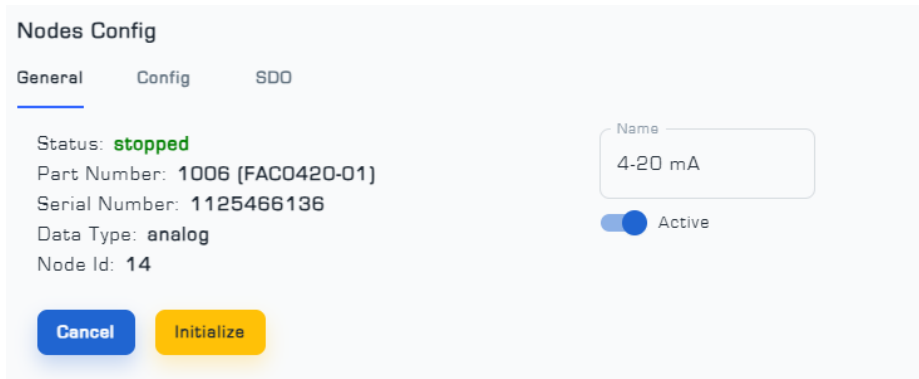 Nodes Config
General Config SDO
Status: stopped
Part Number: 1006 (FAC0420-01)
Serial Number: 1125466136
Data Type: analog
Node Id: 14
Name
4-20 mA
Active
Cancel Initialize